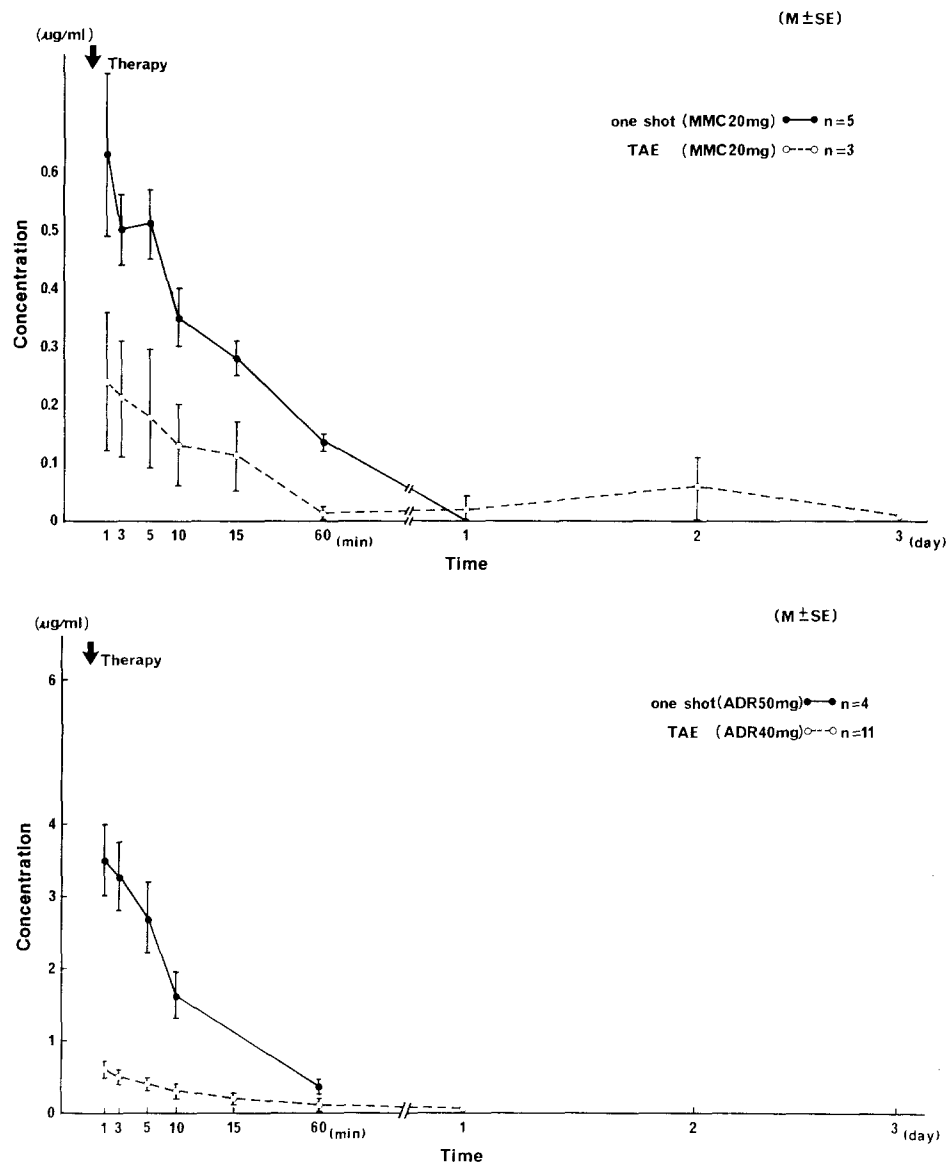 (M±SE)
(μg/ml)
Therapy
one shot (MMC20mg) n=5
TAE (MMC20mg) n=3
0.6
0.5
0.4
0.3
0.2
0.1
0
Concentration
1 3 5 10 15 60 (min) 1 2 3 (day)
Time
(M±SE)
(μg/ml)
Therapy
one shot(ADR50mg) n=4
TAE (ADR40mg) n=11
6
4
3
2
1
0
Concentration
1 3 5 10 15 60 (min) 1 2 3 (day)
Time